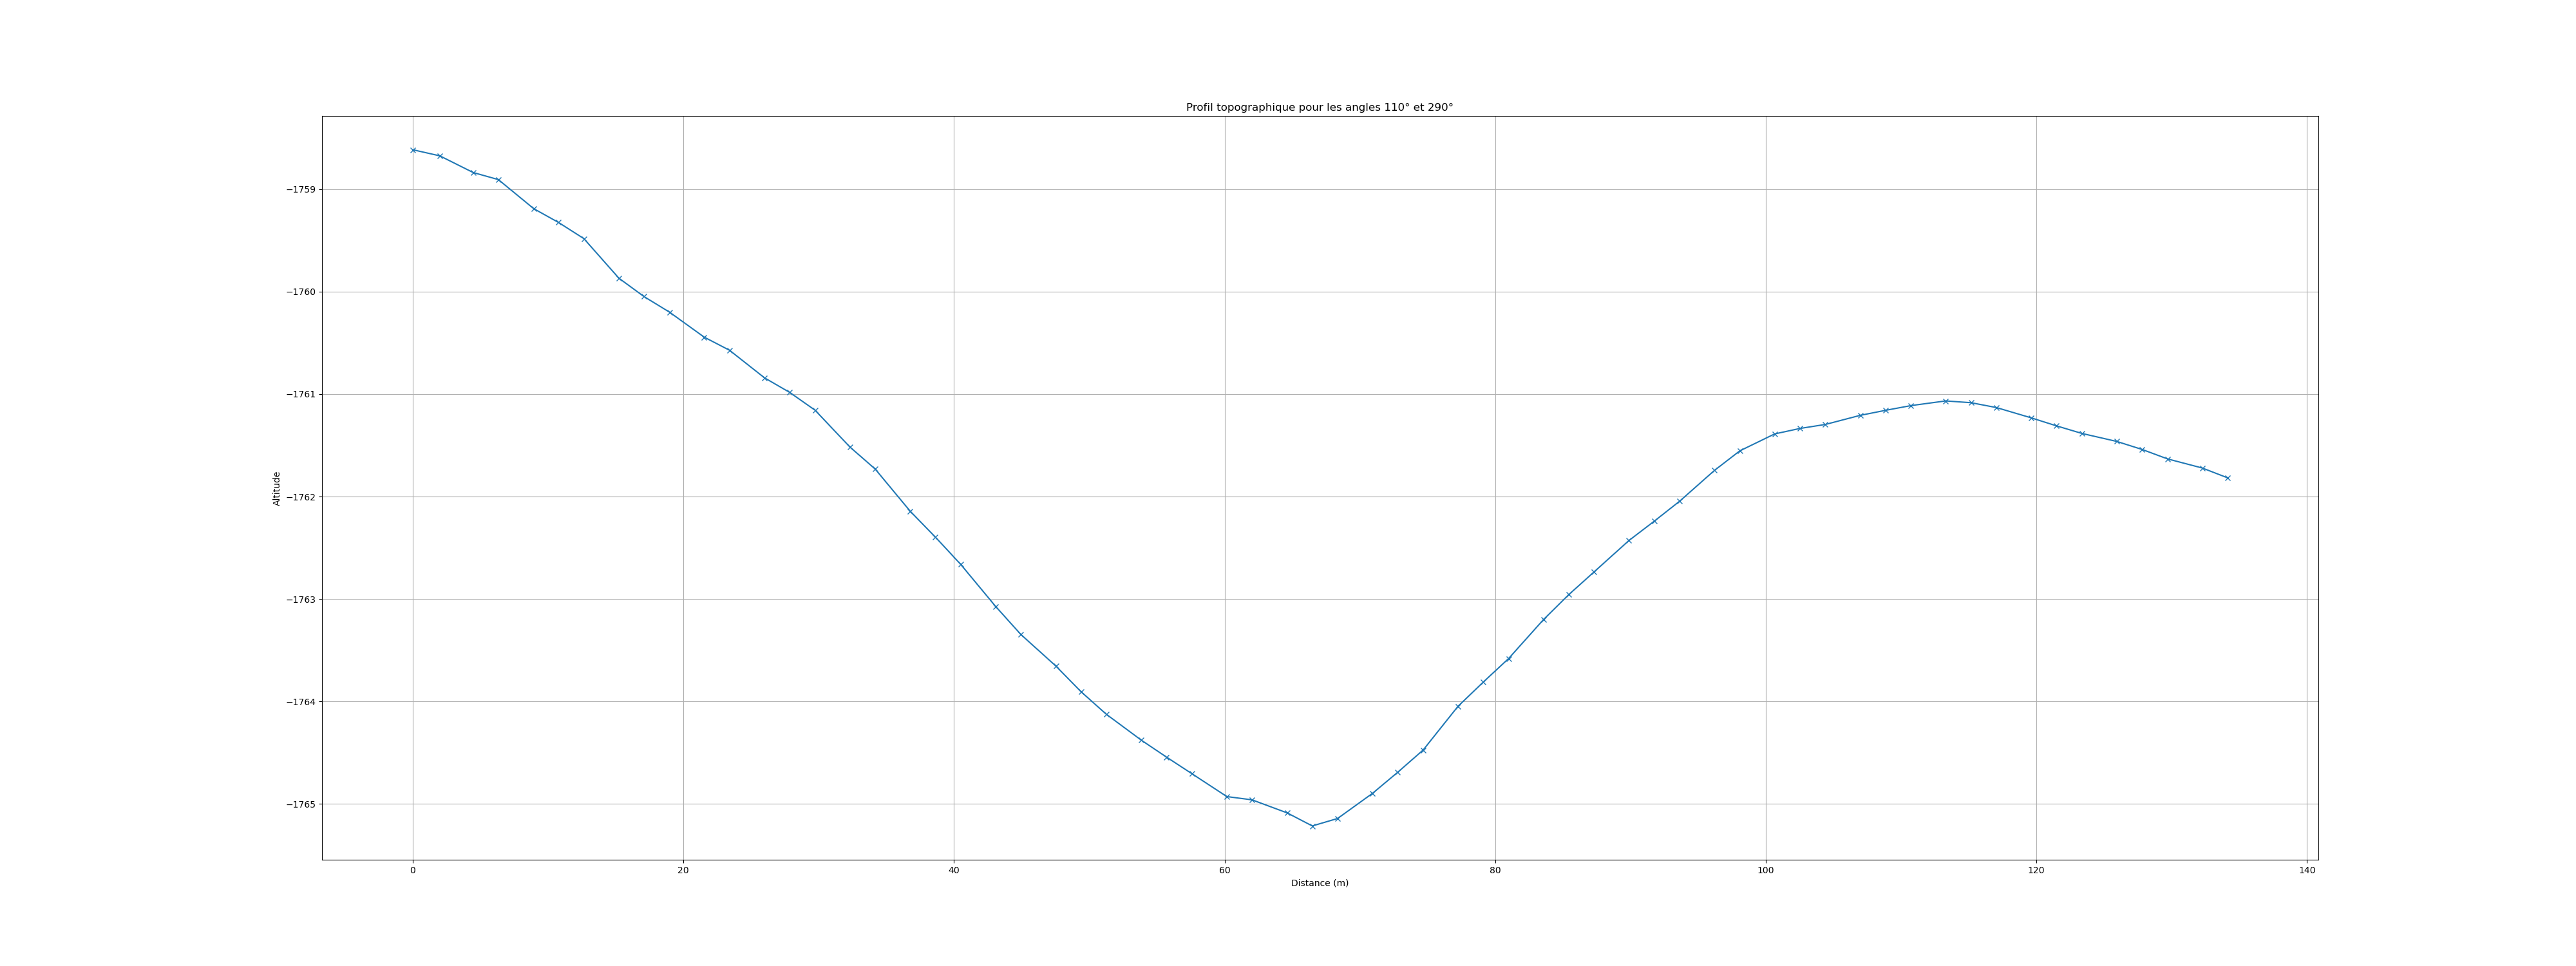 Profil topographique pour les angles 110° et 290°
Altitude
−1759
−1760
−1761
−1762
−1763
−1764
−1765
0 20 40 60 80 100 120 140
Distance (m)